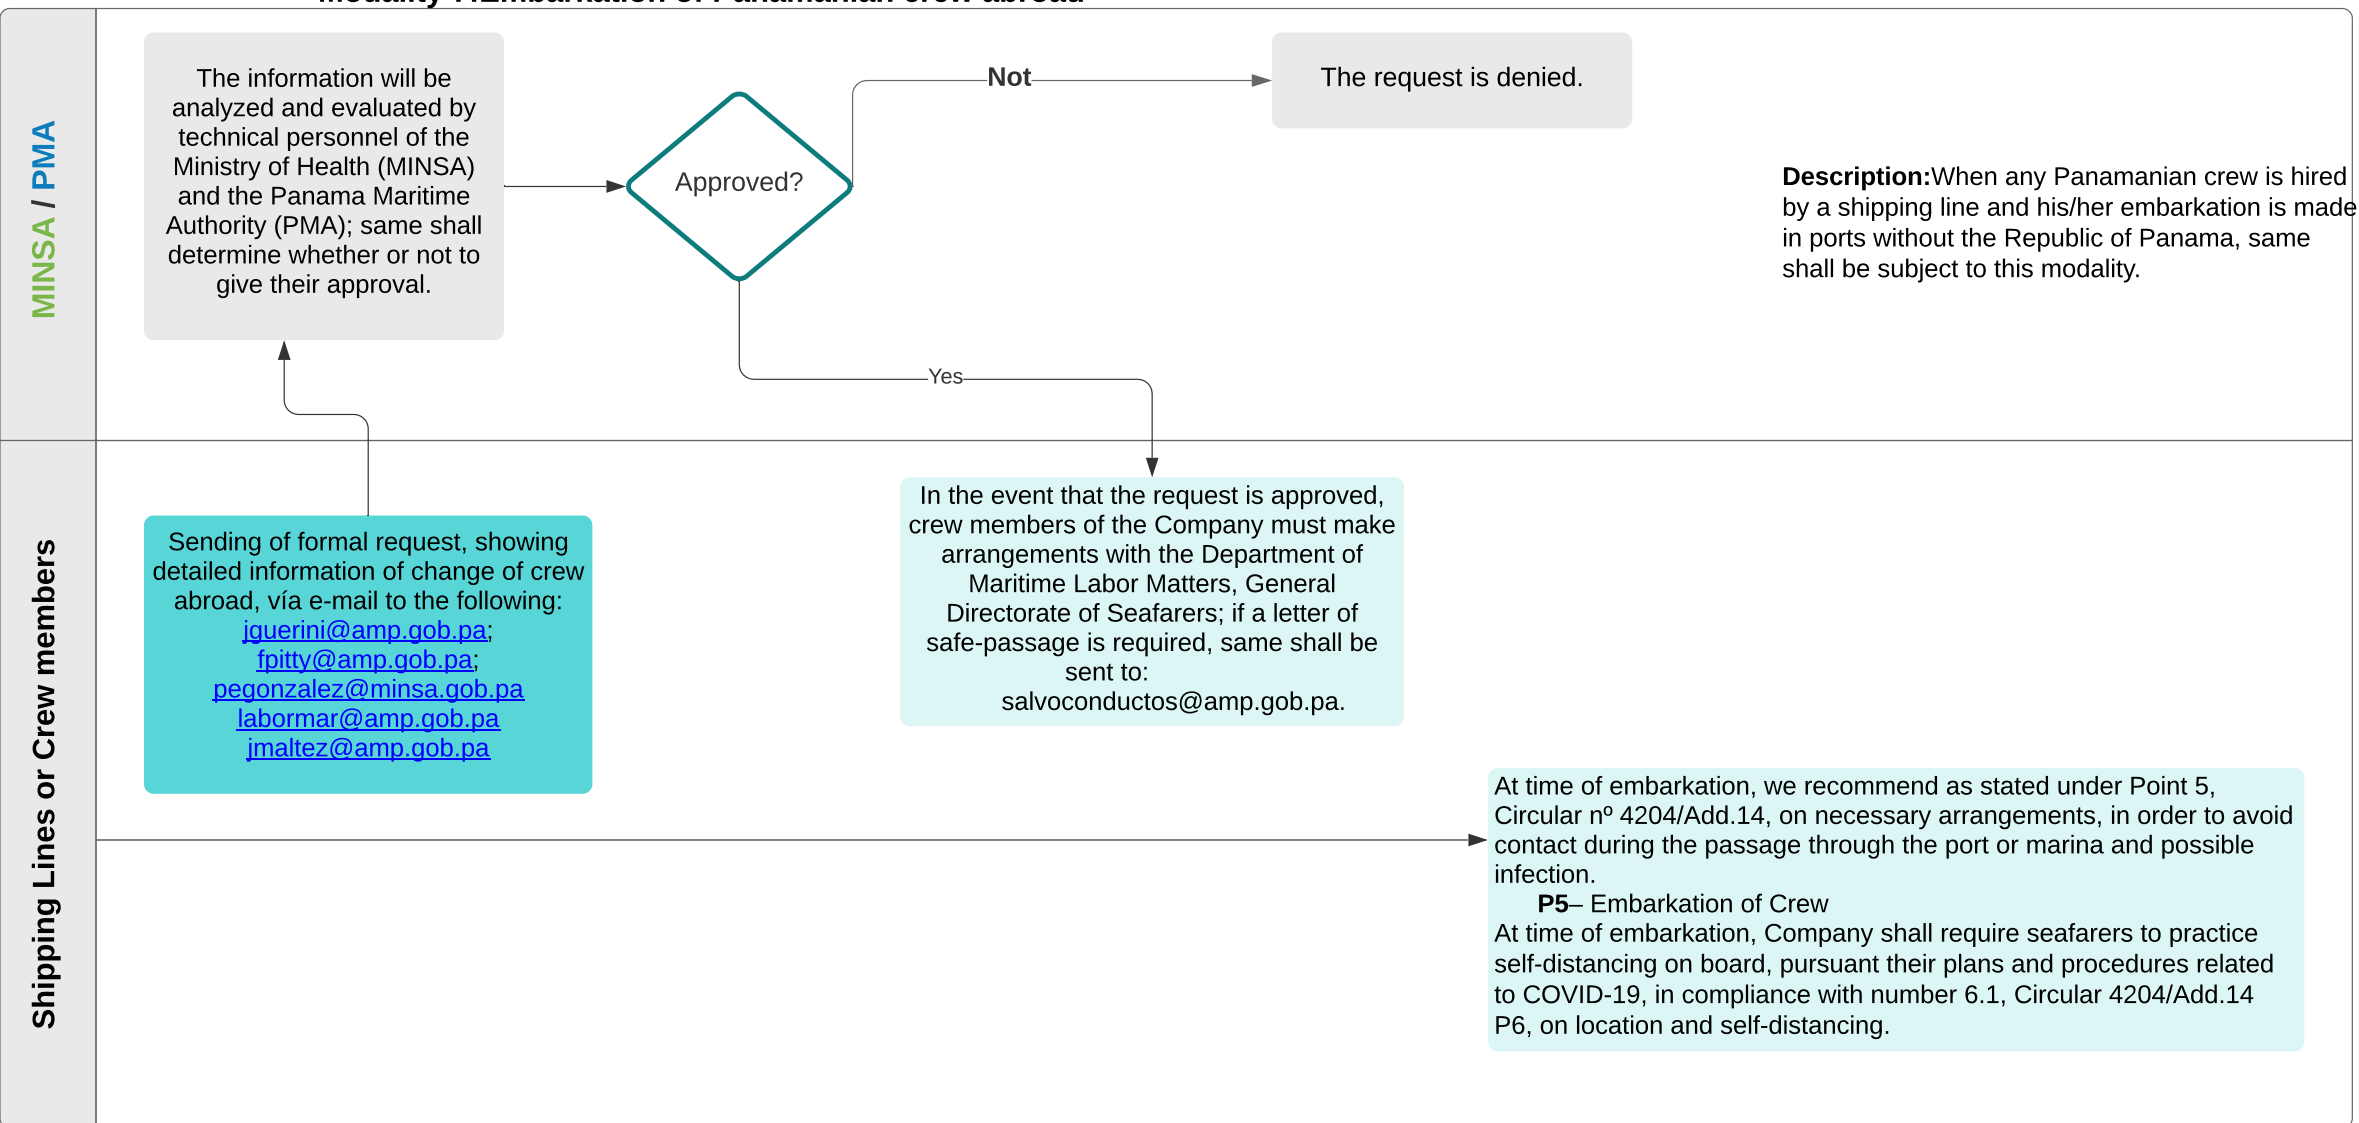 Embarkation of Panamanian crew abroad
MINSA / PMA
The information will be
analyzed and evaluated by
technical personnel of the
Ministry of Health (MINSA)
and the Panama Maritime
Authority (PMA); same shall
determine whether or not to
give their approval.
Approved?
Not
The request is denied.
Description:When any Panamanian crew is hired
by a shipping line and his/her embarkation is made
in ports without the Republic of Panama, same
shall be subject to this modality.
Yes
Shipping Lines or Crew members
Sending of formal request, showing
detailed information of change of crew
abroad, vía e-mail to the following:
jguerini@amp.gob.pa;
fpitty@amp.gob.pa;
pegonzalez@minsa.gob.pa
labormar@amp.gob.pa
jmaltez@amp.gob.pa
In the event that the request is approved,
crew members of the Company must make
arrangements with the Department of
Maritime Labor Matters, General
Directorate of Seafarers; if a letter of
safe-passage is required, same shall be
sent to:
salvoconductos@amp.gob.pa.
At time of embarkation, we recommend as stated under Point 5,
Circular nº 4204/Add.14, on necessary arrangements, in order to avoid
contact during the passage through the port or marina and possible
infection.
P5– Embarkation of Crew
At time of embarkation, Company shall require seafarers to practice
self-distancing on board, pursuant their plans and procedures related
to COVID-19, in compliance with number 6.1, Circular 4204/Add.14
P6, on location and self-distancing.